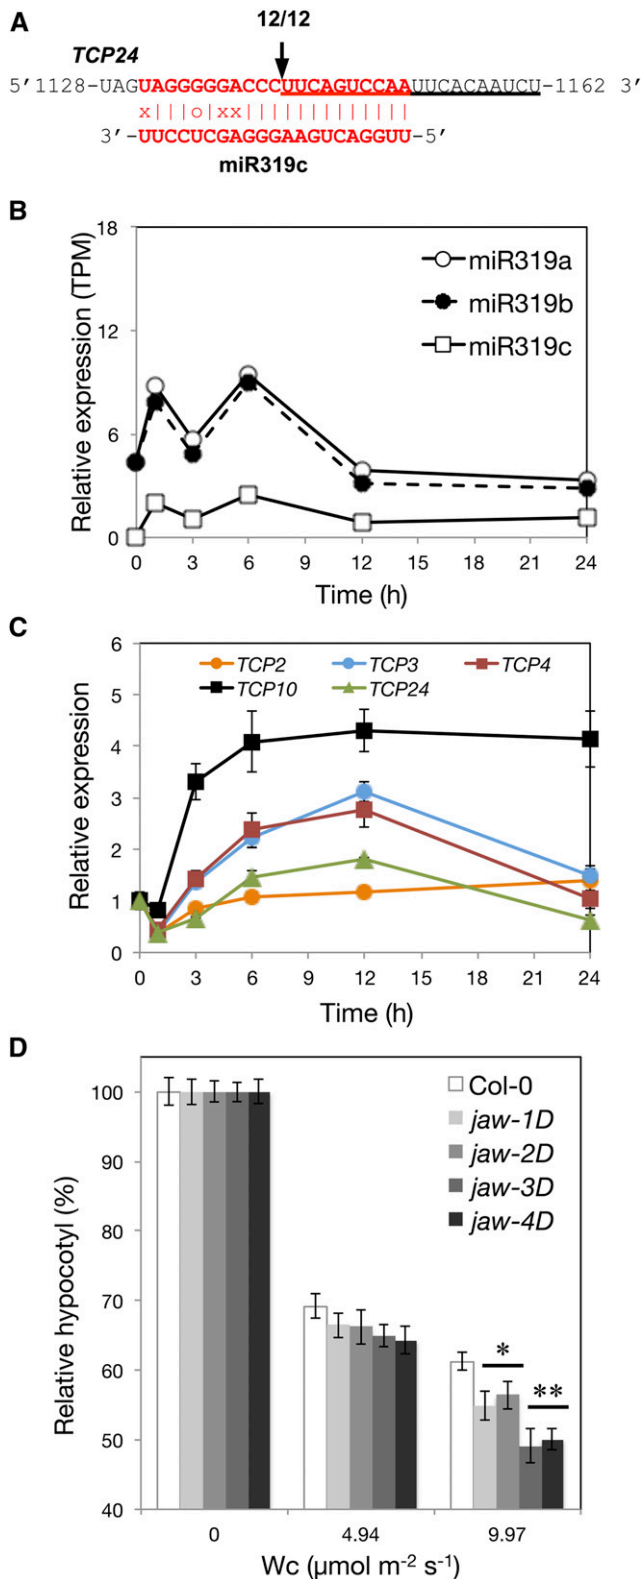 A
12/12
TCP24
5′1128-UAGUAGGGGGACCCUUCAGUCCAAUUCACAAUCU-1162 3′
x|||o|xx|||||||||||
3′-UUCCUCGAGGGAAGUCAGGUU-5′
miR319c
B
Relative expression (TPM)
18
12
6
0
miR319a
miR319b
miR319c
0 3 6 9 12 15 18 21 24
Time (h)
C
Relative expression
6
5
4
3
2
1
0
TCP2 TCP3 TCP4
TCP10 TCP24
0 3 6 9 12 15 18 21 24
Time (h)
D
Relative hypocotyl (%)
100
90
80
70
60
50
40
Col-0
jaw-1D
jaw-2D
jaw-3D
jaw-4D
*
**
0 4.94 9.97
Wc (μmol m⁻² s⁻¹)